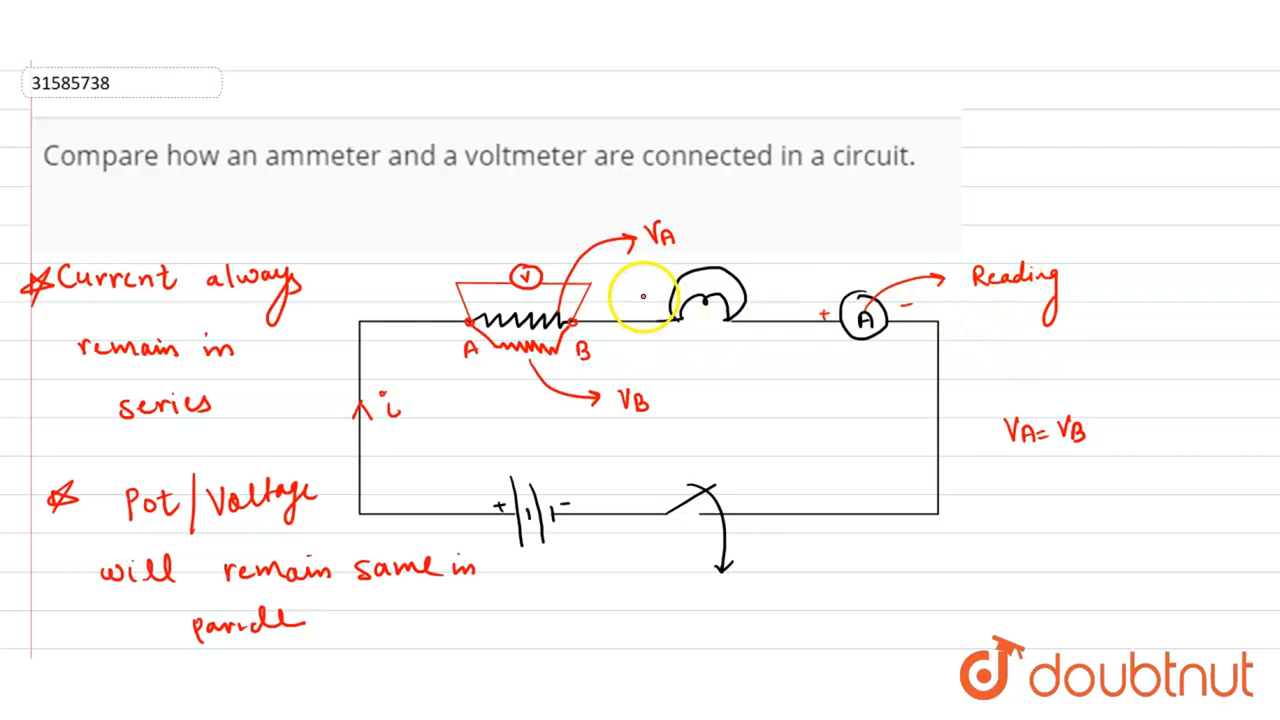 31585738
Compare how an ammeter and a voltmeter are connected in a circuit.
VA
Current always
V
Reading
+
A
-
remain in
A
B
series
i
VB
VA = VB
Pot/Voltage
+
-
will remain same in
doubtnut